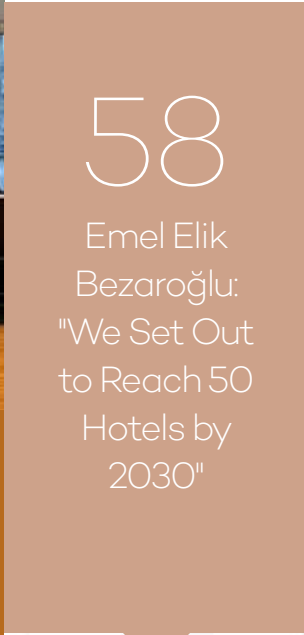 58
Emel Elik
Bezaroğlu:
"We Set Out
to Reach 50
Hotels by
2030"